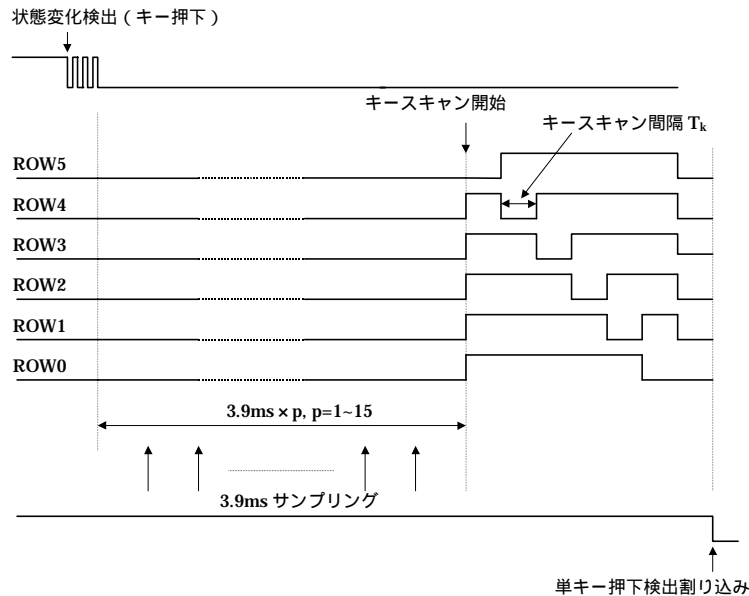 状態変化検出(キー押下)
キースキャン開始
キースキャン間隔 Tk
ROW5
ROW4
ROW3
ROW2
ROW1
ROW0
3.9ms×p, p=1~15
3.9ms サンプリング
単キー押下検出割り込み